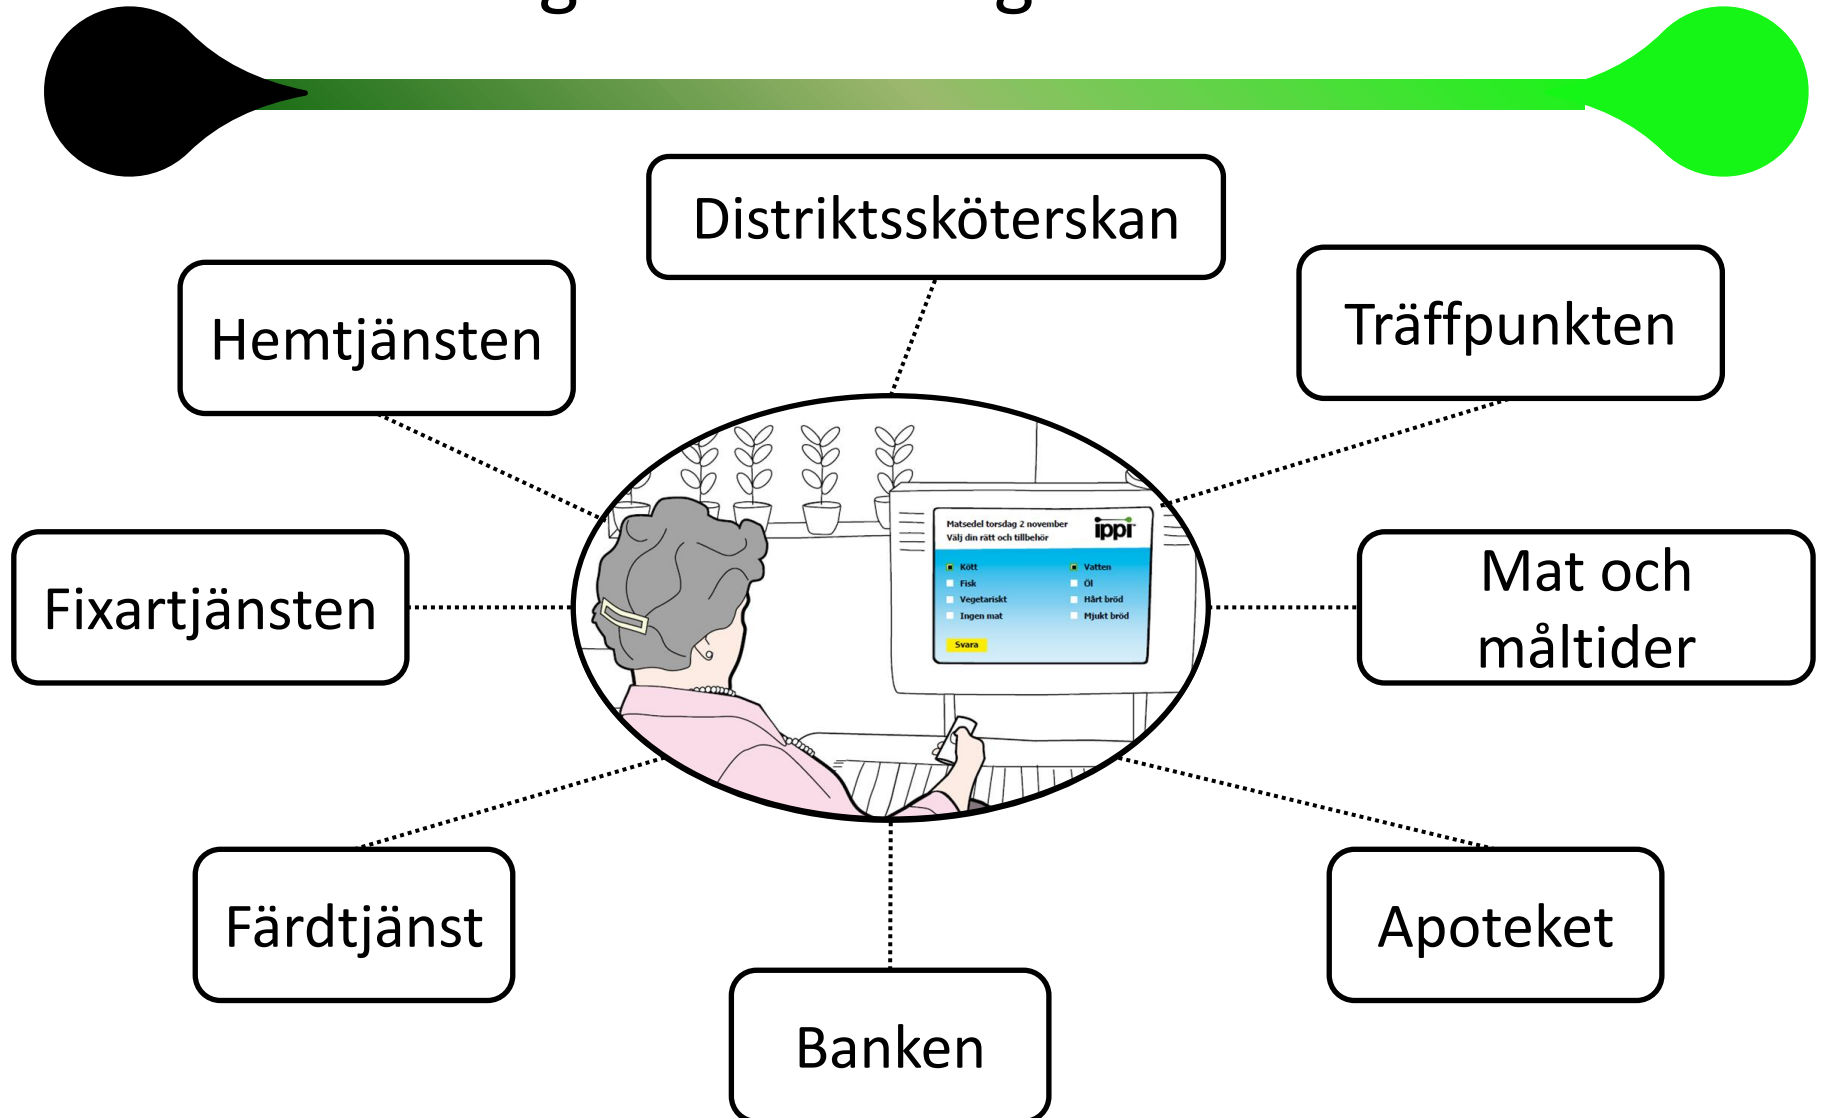 Distriktssköterskan
Hemtjänsten
Träffpunkten
Matsedel torsdag 2 november
Välj din rätt och tillbehör
ippi
Kött
Vatten
Fisk
Öl
Vegetariskt
Hårt bröd
Ingen mat
Mjukt bröd
Svara
Fixartjänsten
Mat och
måltider
Färdtjänst
Apoteket
Banken